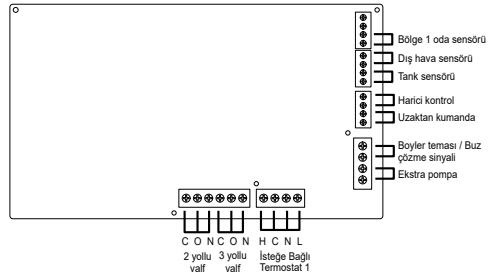 Bölge 1 oda sensörü
Dış hava sensörü
Tank sensörü
Harici kontrol
Uzaktan kumanda
Boyler teması / Buz
çözme sinyali
Ekstra pompa
C O N C O N H C N L
2 yollu
valf
3 yollu
valf
İsteğe Bağlı
Termostat 1